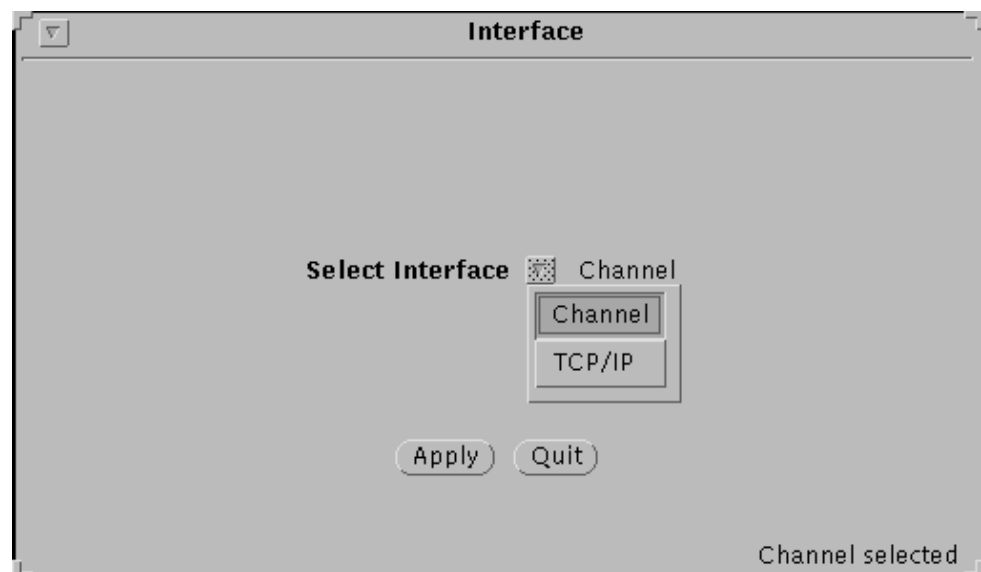 Interface
Select Interface Channel
Channel
TCP/IP
Apply Quit
Channel selected